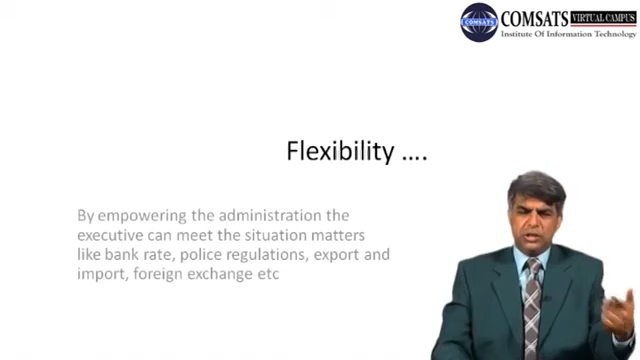 COMSATS VIRTUAL CAMPUS
Institute Of Information Technology
Flexibility ....
By empowering the administration the
executive can meet the situation matters
like bank rate, police regulations, export and
import, foreign exchange etc